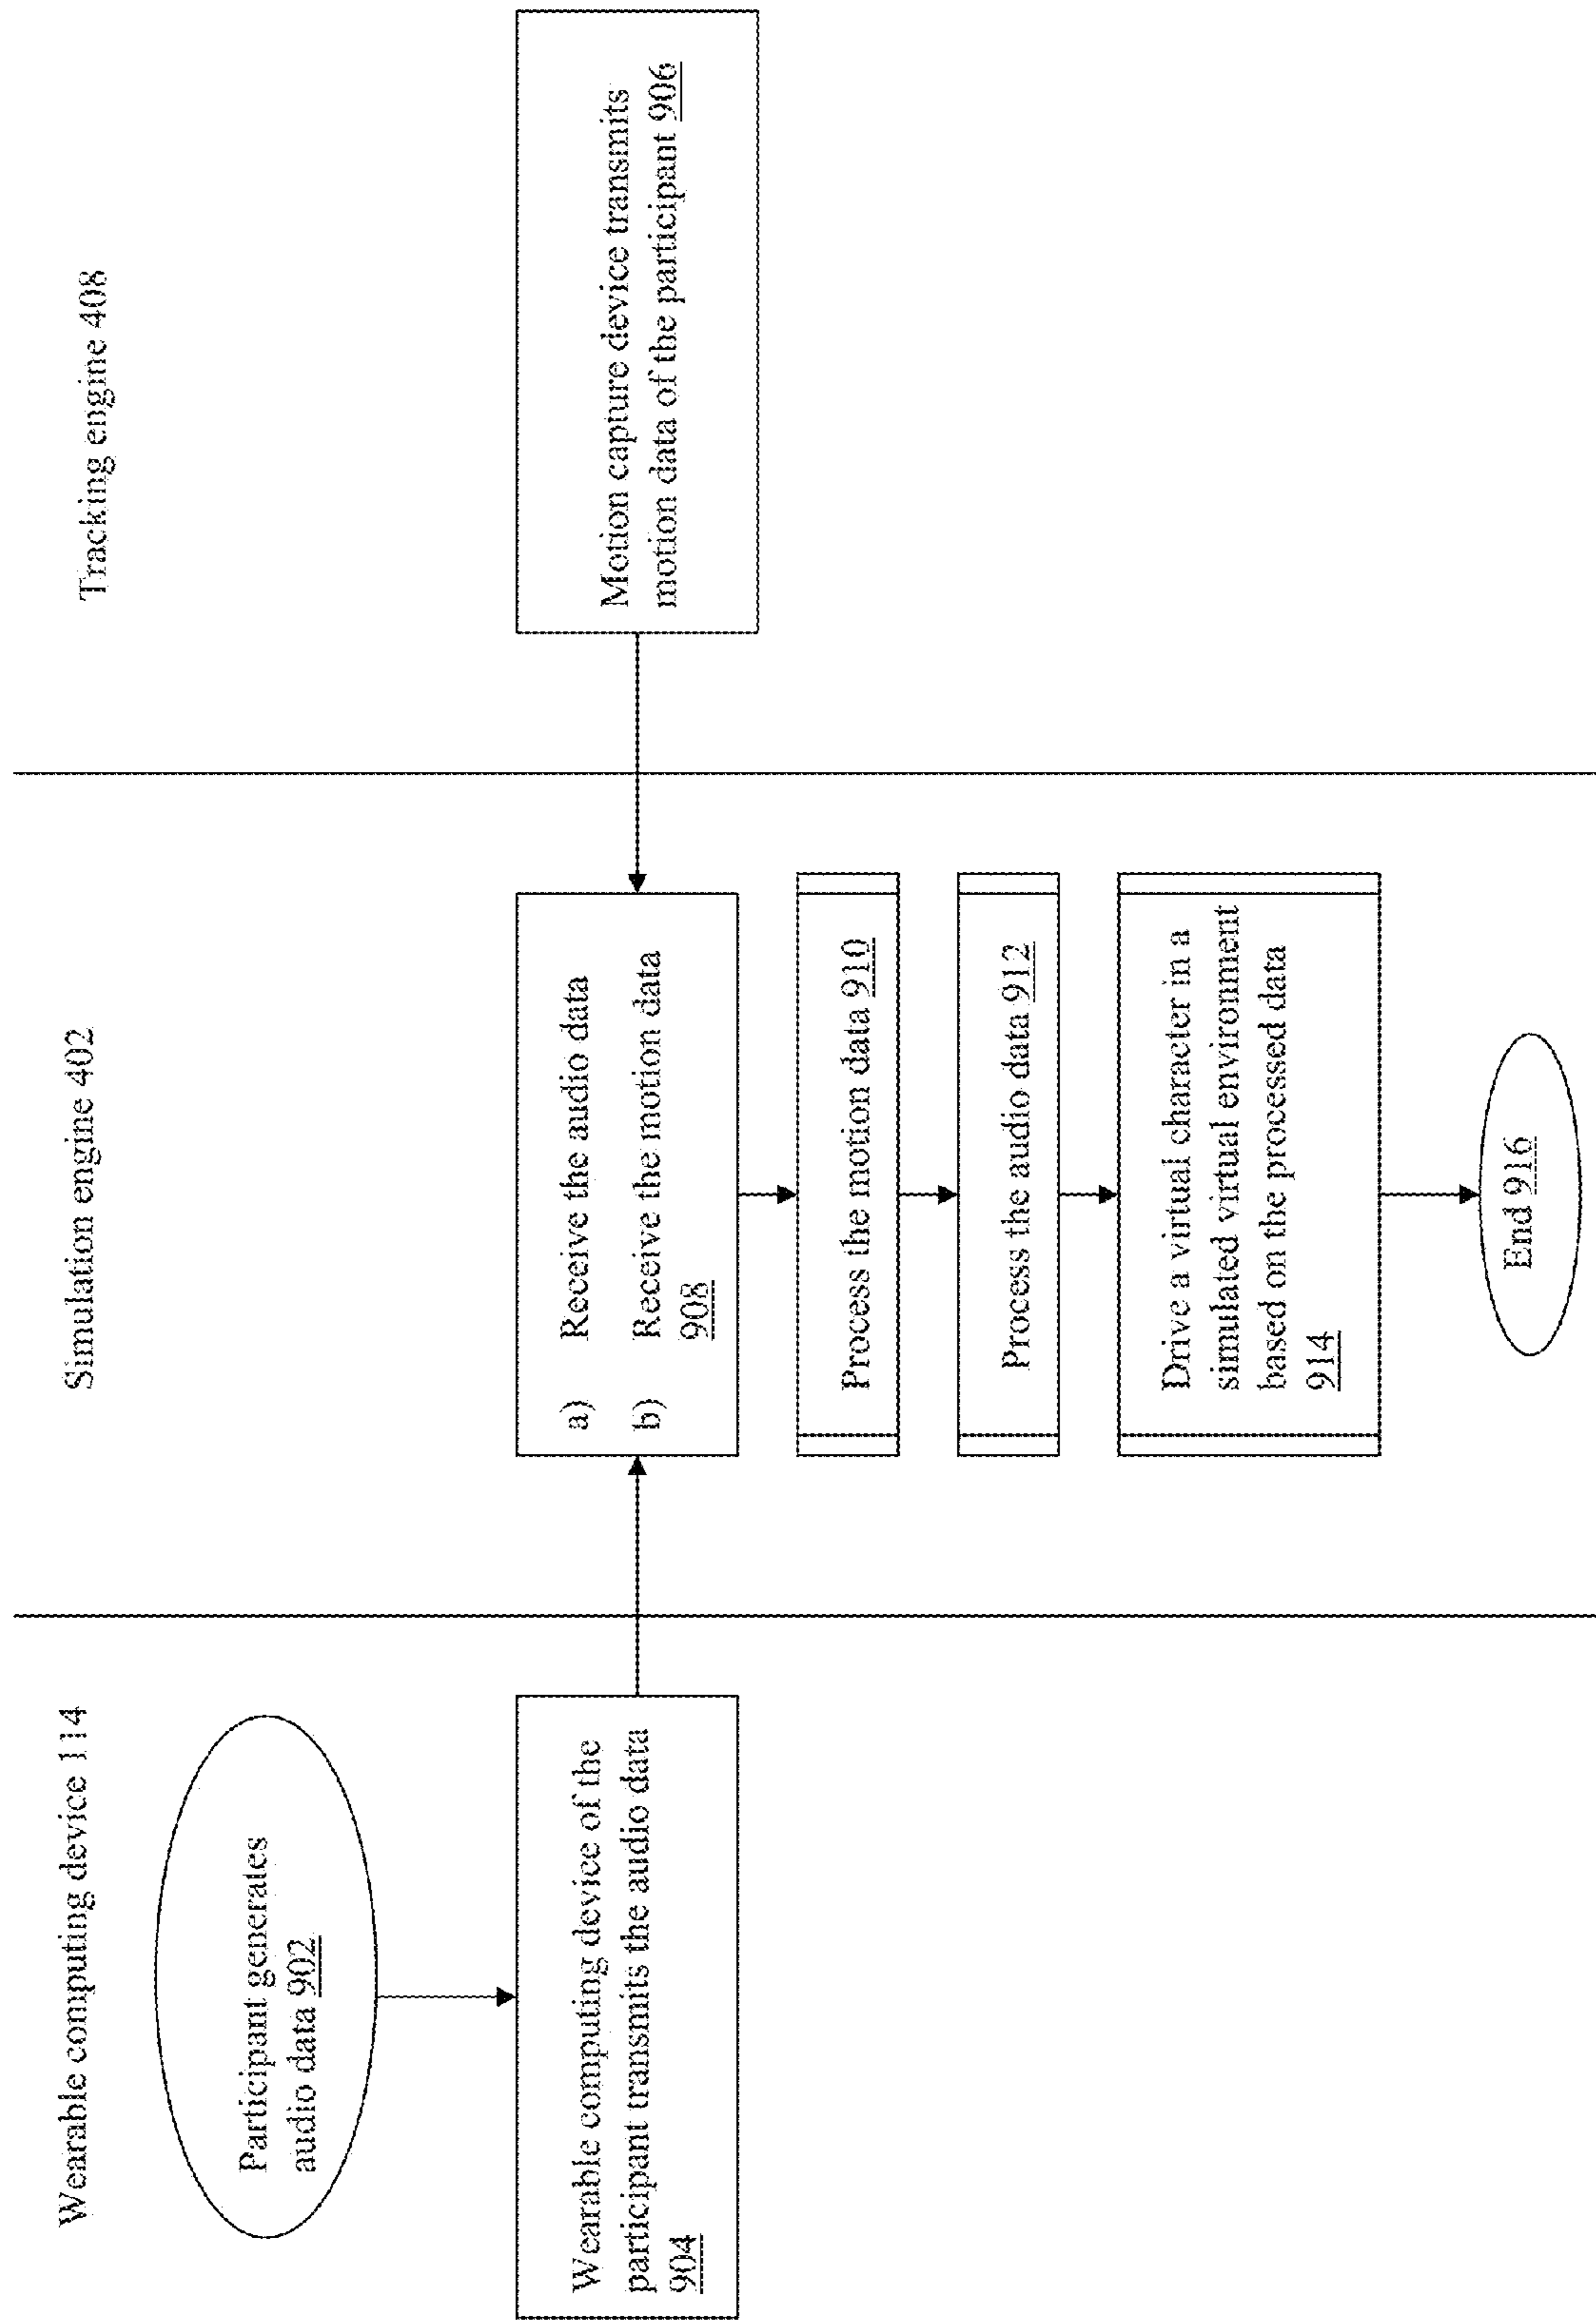 Wearable computing device 114
Simulation engine 402
Tracking engine 408
Participant generates
audio data 902
Wearable computing device of the
participant transmits the audio data
904
a) Receive the audio data
b) Receive the motion data
908
Motion capture device transmits
motion data of the participant 906
Process the motion data 910
Process the audio data 912
Drive a virtual character in a
simulated virtual environment
based on the processed data
914
End 916